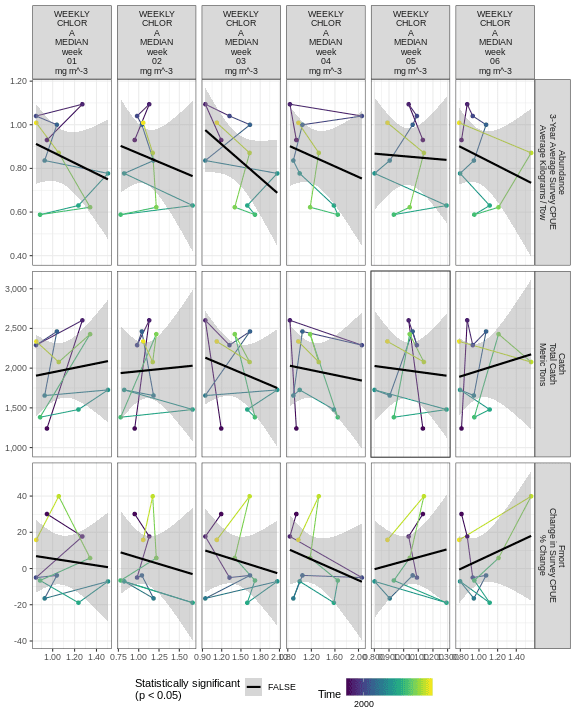 WEEKLY WEEKLY WEEKLY WEEKLY WEEKLY WEEKLY
CHLOR CHLOR CHLOR CHLOR CHLOR CHLOR
A A A A A A
MEDIAN MEDIAN MEDIAN MEDIAN MEDIAN MEDIAN
week week week week week week
01 02 03 04 05 06
mg m^-3 mg m^-3 mg m^-3 mg m^-3 mg m^-3 mg m^-3
1.20
1.00
0.80
0.60
0.40
Abundance
3-Year Average Survey CPUE
Average Kilograms / Tow
3,000
2,500
2,000
1,500
1,000
Catch
Total Catch
Metric Tons
40
20
0
-20
-40
Fmort
Change in Survey CPUE
% Change
1.00 1.20 1.40 0.75 1.00 1.25 1.50 0.90 1.20 1.50 1.80 2.10 0.80 1.20 1.60 2.00 0.80 0.90 1.00 1.10 1.20 1.30 0.80 1.00 1.20 1.40
Statistically significant
(p < 0.05)
FALSE
Time
2000